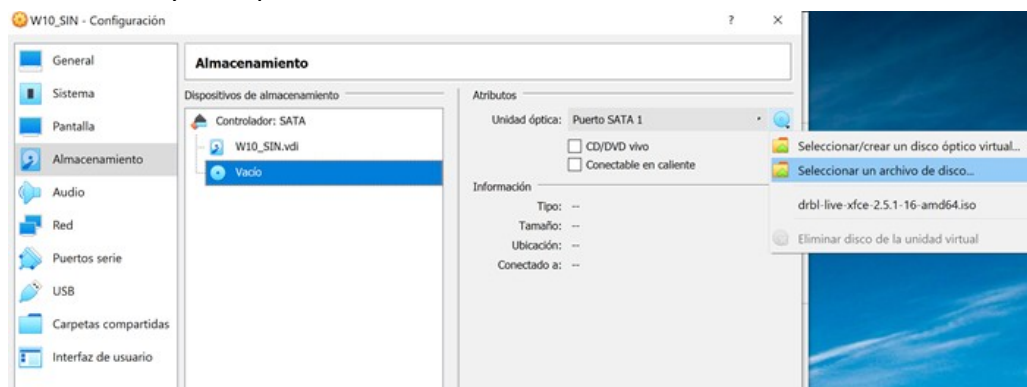 W10_SIN - Configuración
?
General
Sistema
Pantalla
Almacenamiento
Audio
Red
Puertos serie
USB
Carpetas compartidas
Interfaz de usuario
Almacenamiento
Dispositivos de almacenamiento
Controlador: SATA
W10_SIN.vdi
Vacío
Atributos
Unidad óptica: Puerto SATA 1
CD/DVD vivo
Conectable en caliente
Información
Tipo: --
Tamaño: --
Ubicación: --
Conectado a: --
Seleccionar/crear un disco óptico virtual...
Seleccionar un archivo de disco...
drbl-live-xfce-2.5.1-16-amd64.iso
Eliminar disco de la unidad virtual